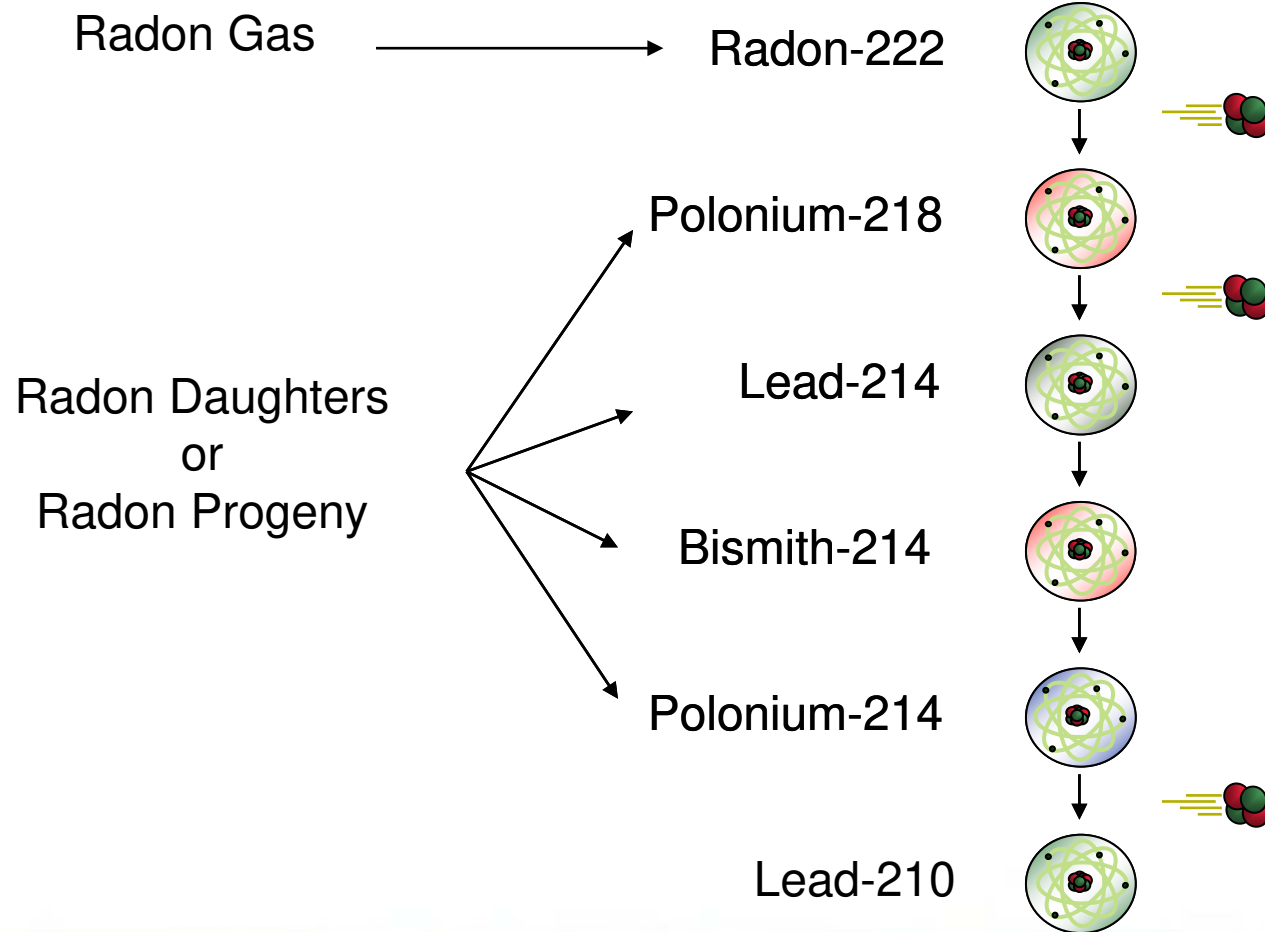 Radon Gas
Radon-222
Polonium-218
Lead-214
Radon Daughters
or
Radon Progeny
Bismith-214
Polonium-214
Lead-210